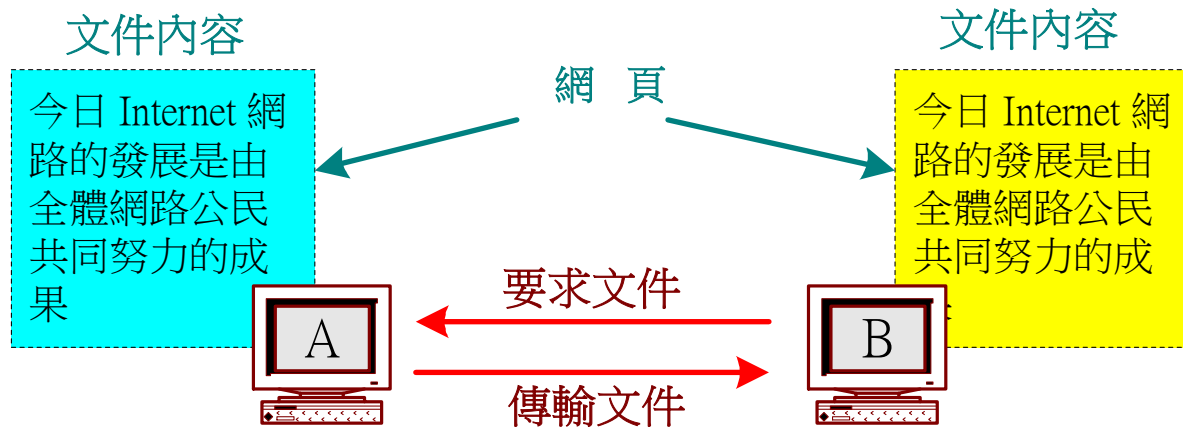 文件內容
今日 Internet 網
路的發展是由
全體網路公民
共同努力的成
果
網 頁
文件內容
今日 Internet 網
路的發展是由
全體網路公民
共同努力的成
要求文件
傳輸文件
A
B